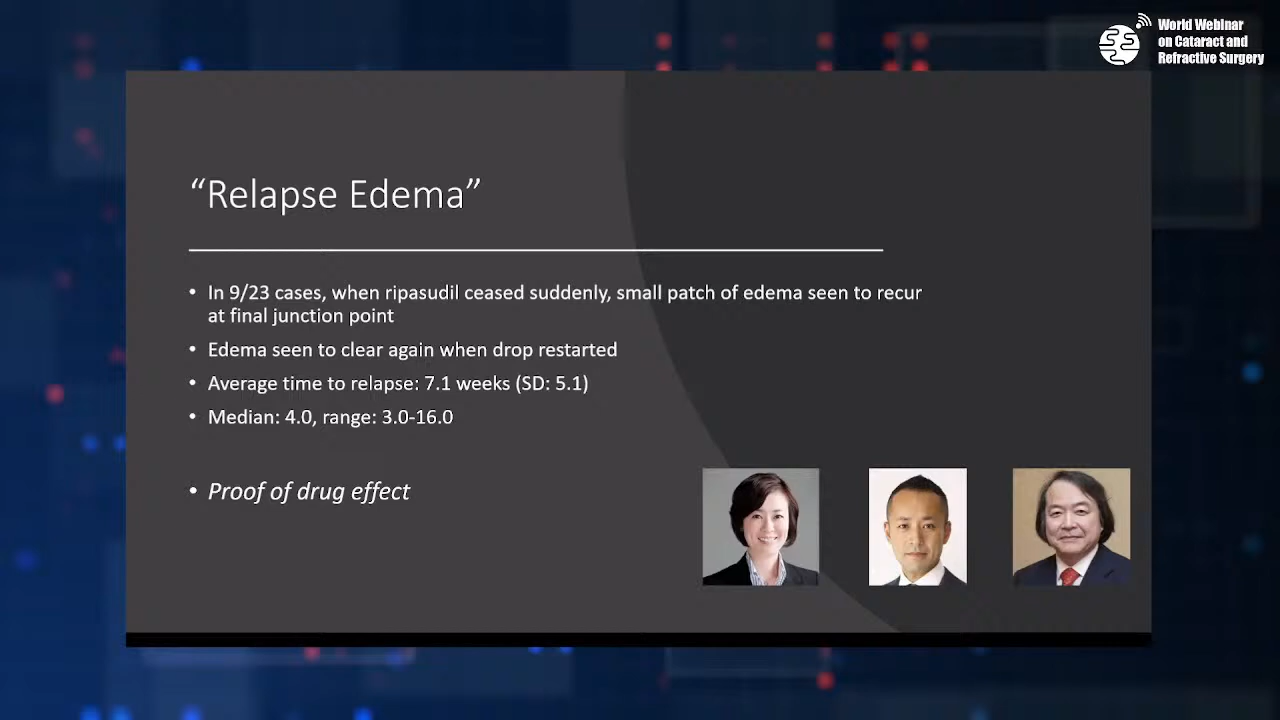 World Webinar
on Cataract and
Refractive Surgery
“Relapse Edema”
• In 9/23 cases, when ripasudil ceased suddenly, small patch of edema seen to recur
at final junction point
• Edema seen to clear again when drop restarted
• Average time to relapse: 7.1 weeks (SD: 5.1)
• Median: 4.0, range: 3.0-16.0
• Proof of drug effect